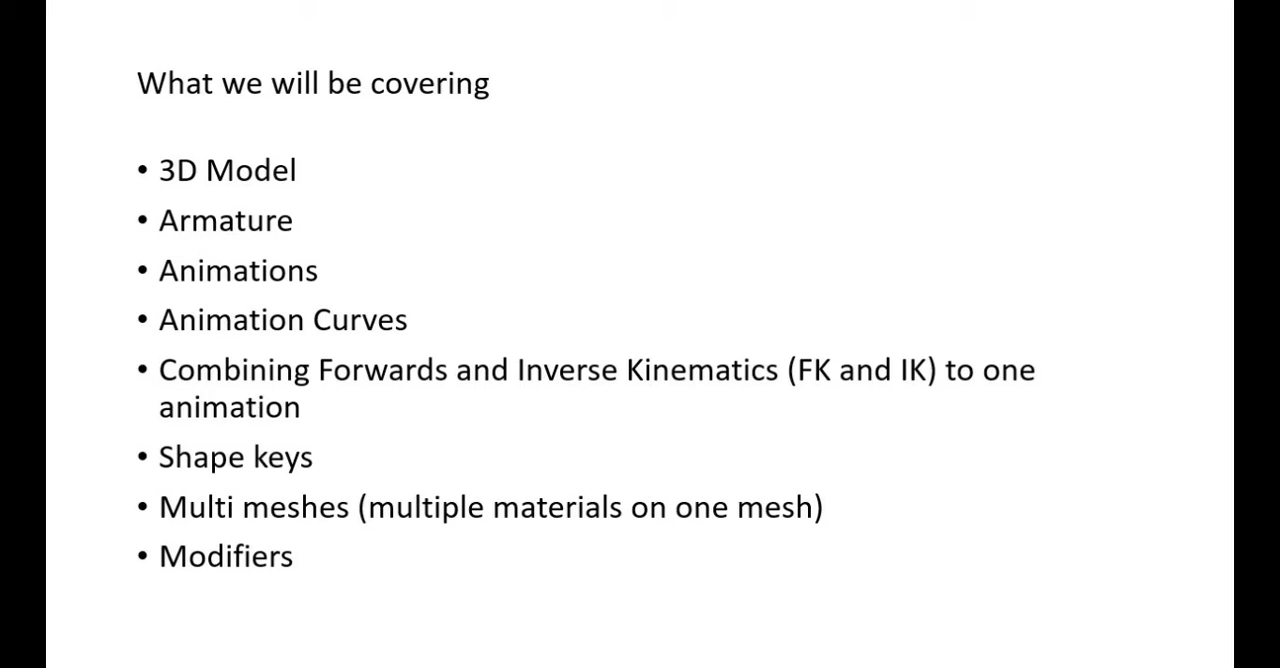 What we will be covering
• 3D Model
• Armature
• Animations
• Animation Curves
• Combining Forwards and Inverse Kinematics (FK and IK) to one
animation
• Shape keys
• Multi meshes (multiple materials on one mesh)
• Modifiers